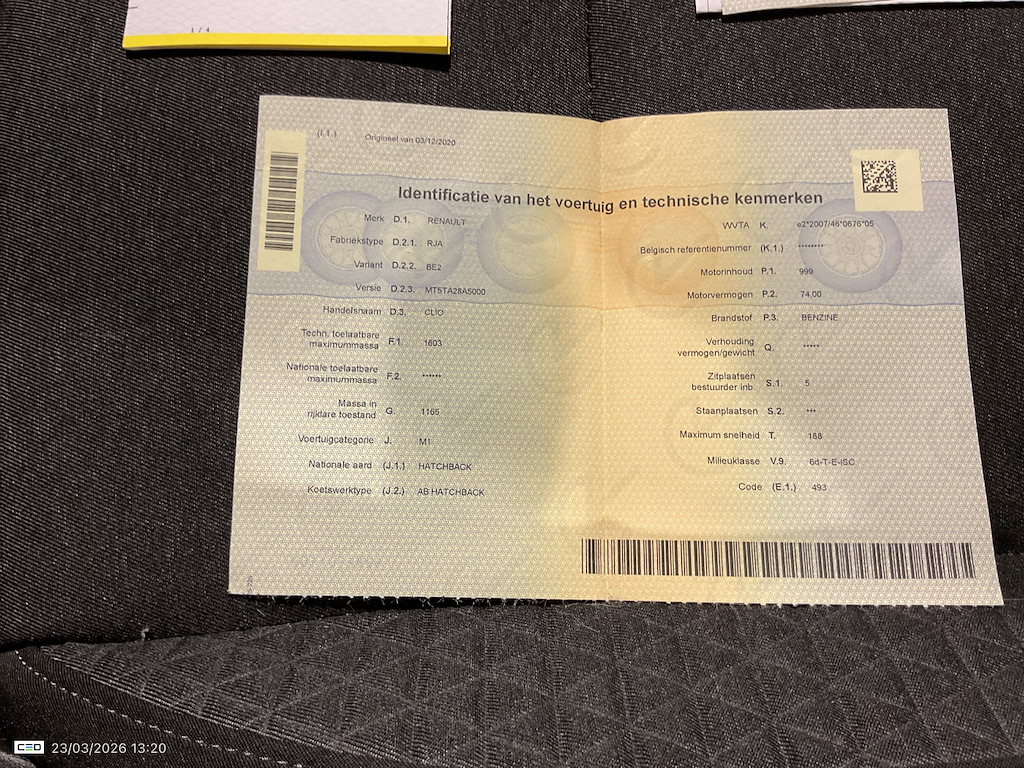 1 / 4
(I.1.) Origineel van 03/12/2020
Identificatie van het voertuig en technische kenmerken
Merk D.1. RENAULT
Fabriekstype D.2.1. RJA
Variant D.2.2. BE2
Versie D.2.3. MT5TA28A5000
Handelsnaam D.3. CLIO
Techn. toelaatbare
maximummassa F.1. 1603
Nationale toelaatbare
maximummassa F.2. ******
Massa in
rijklare toestand G. 1165
Voertuigcategorie J. M1
Nationale aard (J.1.) HATCHBACK
Koetswerktype (J.2.) AB HATCHBACK
WVTA K. e2*2007/46*0676*05
Belgisch referentienummer (K.1.) ********
Motorinhoud P.1. 999
Motorvermogen P.2. 74,00
Brandstof P.3. BENZINE
Verhouding
vermogen/gewicht Q. *****
Zitplaatsen
bestuurder inb. S.1. 5
Staanplaatsen S.2. ***
Maximum snelheid T. 188
Milieuklasse V.9. 6d-T-E-ISC
Code (E.1.) 493
CEO 23/03/2026 13:20